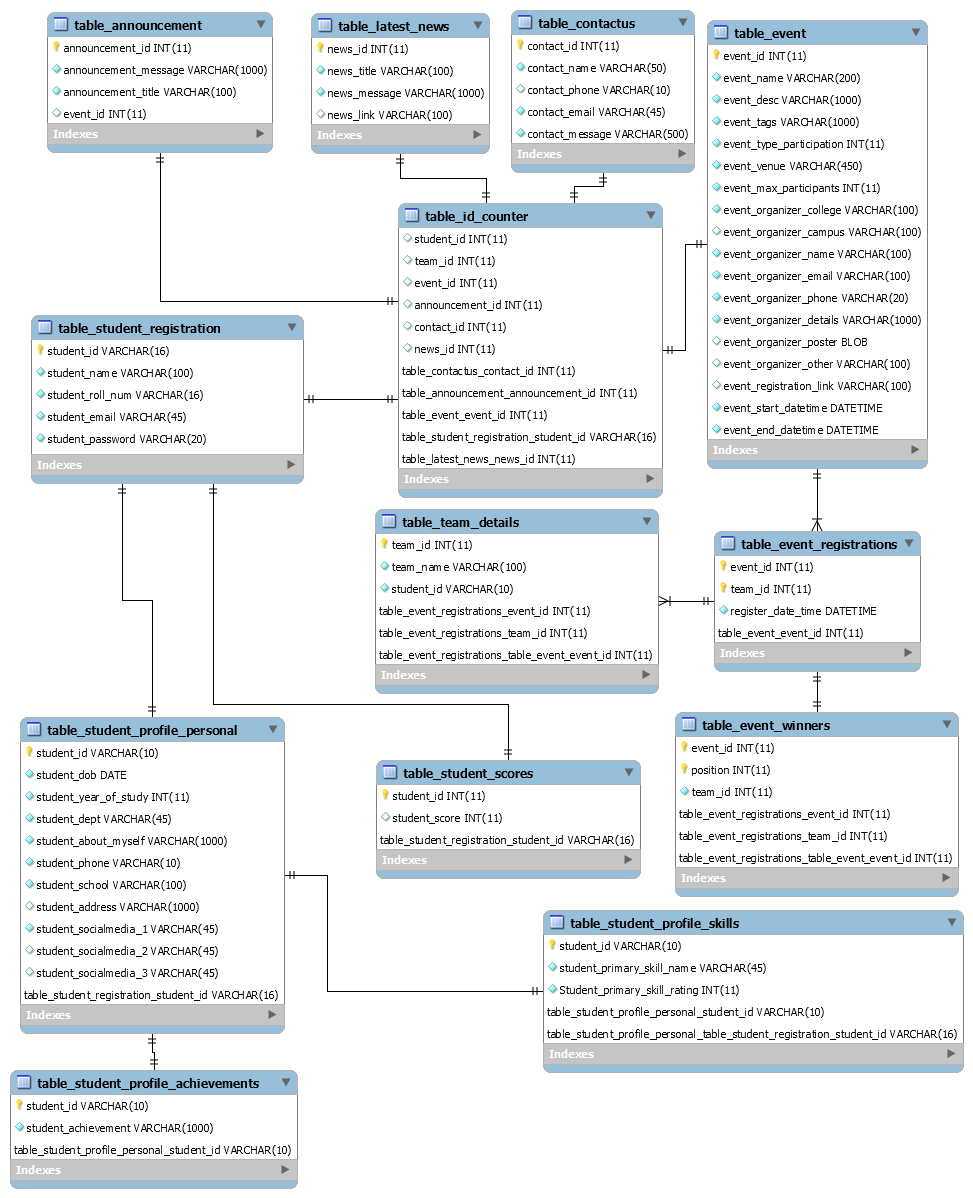 table_announcement
announcement_id INT(11)
announcement_message VARCHAR(1000)
announcement_title VARCHAR(100)
event_id INT(11)
Indexes
table_latest_news
news_id INT(11)
news_title VARCHAR(100)
news_message VARCHAR(1000)
news_link VARCHAR(100)
Indexes
table_contactus
contact_id INT(11)
contact_name VARCHAR(50)
contact_phone VARCHAR(10)
contact_email VARCHAR(45)
contact_message VARCHAR(500)
Indexes
table_event
event_id INT(11)
event_name VARCHAR(200)
event_desc VARCHAR(1000)
event_tags VARCHAR(1000)
event_type_participation INT(11)
event_venue VARCHAR(450)
event_max_participants INT(11)
event_organizer_college VARCHAR(100)
event_organizer_campus VARCHAR(100)
event_organizer_name VARCHAR(100)
event_organizer_email VARCHAR(100)
event_organizer_phone VARCHAR(20)
event_organizer_details VARCHAR(1000)
event_organizer_poster BLOB
event_organizer_other VARCHAR(100)
event_registration_link VARCHAR(100)
event_start_datetime DATETIME
event_end_datetime DATETIME
Indexes
table_id_counter
student_id INT(11)
team_id INT(11)
event_id INT(11)
announcement_id INT(11)
contact_id INT(11)
news_id INT(11)
table_contactus_contact_id INT(11)
table_announcement_announcement_id INT(11)
table_event_event_id INT(11)
table_student_registration_student_id VARCHAR(16)
table_latest_news_news_id INT(11)
Indexes
table_student_registration
student_id VARCHAR(16)
student_name VARCHAR(100)
student_roll_num VARCHAR(16)
student_email VARCHAR(45)
student_password VARCHAR(20)
Indexes
table_team_details
team_id INT(11)
team_name VARCHAR(100)
student_id VARCHAR(10)
table_event_registrations_event_id INT(11)
table_event_registrations_team_id INT(11)
table_event_registrations_table_event_event_id INT(11)
Indexes
table_event_registrations
event_id INT(11)
team_id INT(11)
register_date_time DATETIME
table_event_event_id INT(11)
Indexes
table_event_winners
event_id INT(11)
position INT(11)
team_id INT(11)
table_event_registrations_event_id INT(11)
table_event_registrations_team_id INT(11)
table_event_registrations_table_event_event_id INT(11)
Indexes
table_student_profile_personal
student_id VARCHAR(10)
student_dob DATE
student_year_of_study INT(11)
student_dept VARCHAR(45)
student_about_myself VARCHAR(1000)
student_phone VARCHAR(10)
student_school VARCHAR(100)
student_address VARCHAR(1000)
student_socialmedia_1 VARCHAR(45)
student_socialmedia_2 VARCHAR(45)
student_socialmedia_3 VARCHAR(45)
table_student_registration_student_id VARCHAR(16)
Indexes
table_student_scores
student_id INT(11)
student_score INT(11)
table_student_registration_student_id VARCHAR(16)
Indexes
table_student_profile_skills
student_id VARCHAR(10)
student_primary_skill_name VARCHAR(45)
Student_primary_skill_rating INT(11)
table_student_profile_personal_student_id VARCHAR(10)
table_student_profile_personal_table_student_registration_student_id VARCHAR(16)
Indexes
table_student_profile_achievements
student_id VARCHAR(10)
student_achievement VARCHAR(1000)
table_student_profile_personal_student_id VARCHAR(10)
Indexes